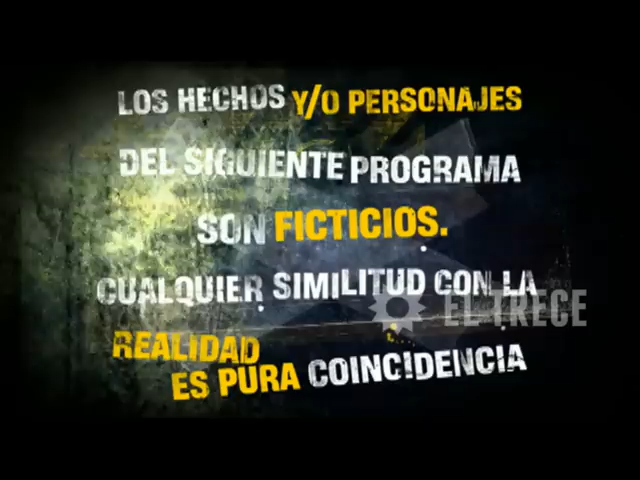 LOS HECHOS Y/O PERSONAJES
DEL SIGUIENTE PROGRAMA
SON FICTICIOS.
CUALQUIER SIMILITUD CON LA
EL TRECE
REALIDAD
ES PURA COINCIDENCIA